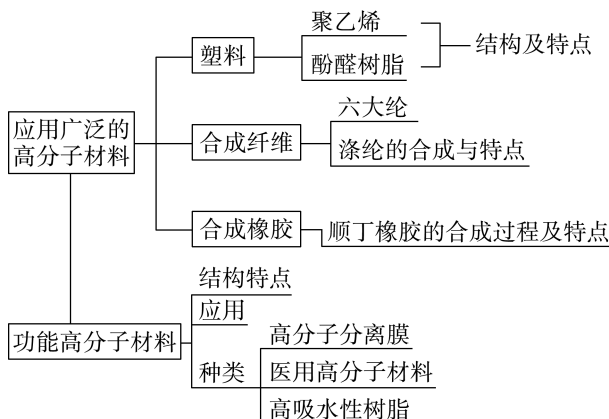 聚乙烯
塑料
酚醛树脂
结构及特点
应用广泛的
高分子材料
六大纶
合成纤维
涤纶的合成与特点
合成橡胶
顺丁橡胶的合成过程及特点
功能高分子材料
结构特点
应用
种类
高分子分离膜
医用高分子材料
高吸水性树脂